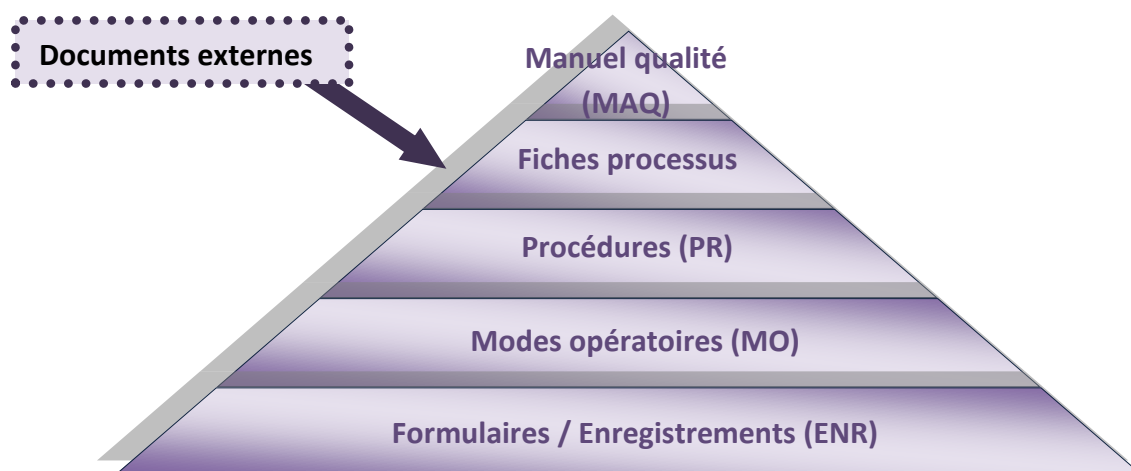 Documents externes
Manuel qualité
(MAQ)
Fiches processus
Procédures (PR)
Modes opératoires (MO)
Formulaires / Enregistrements (ENR)